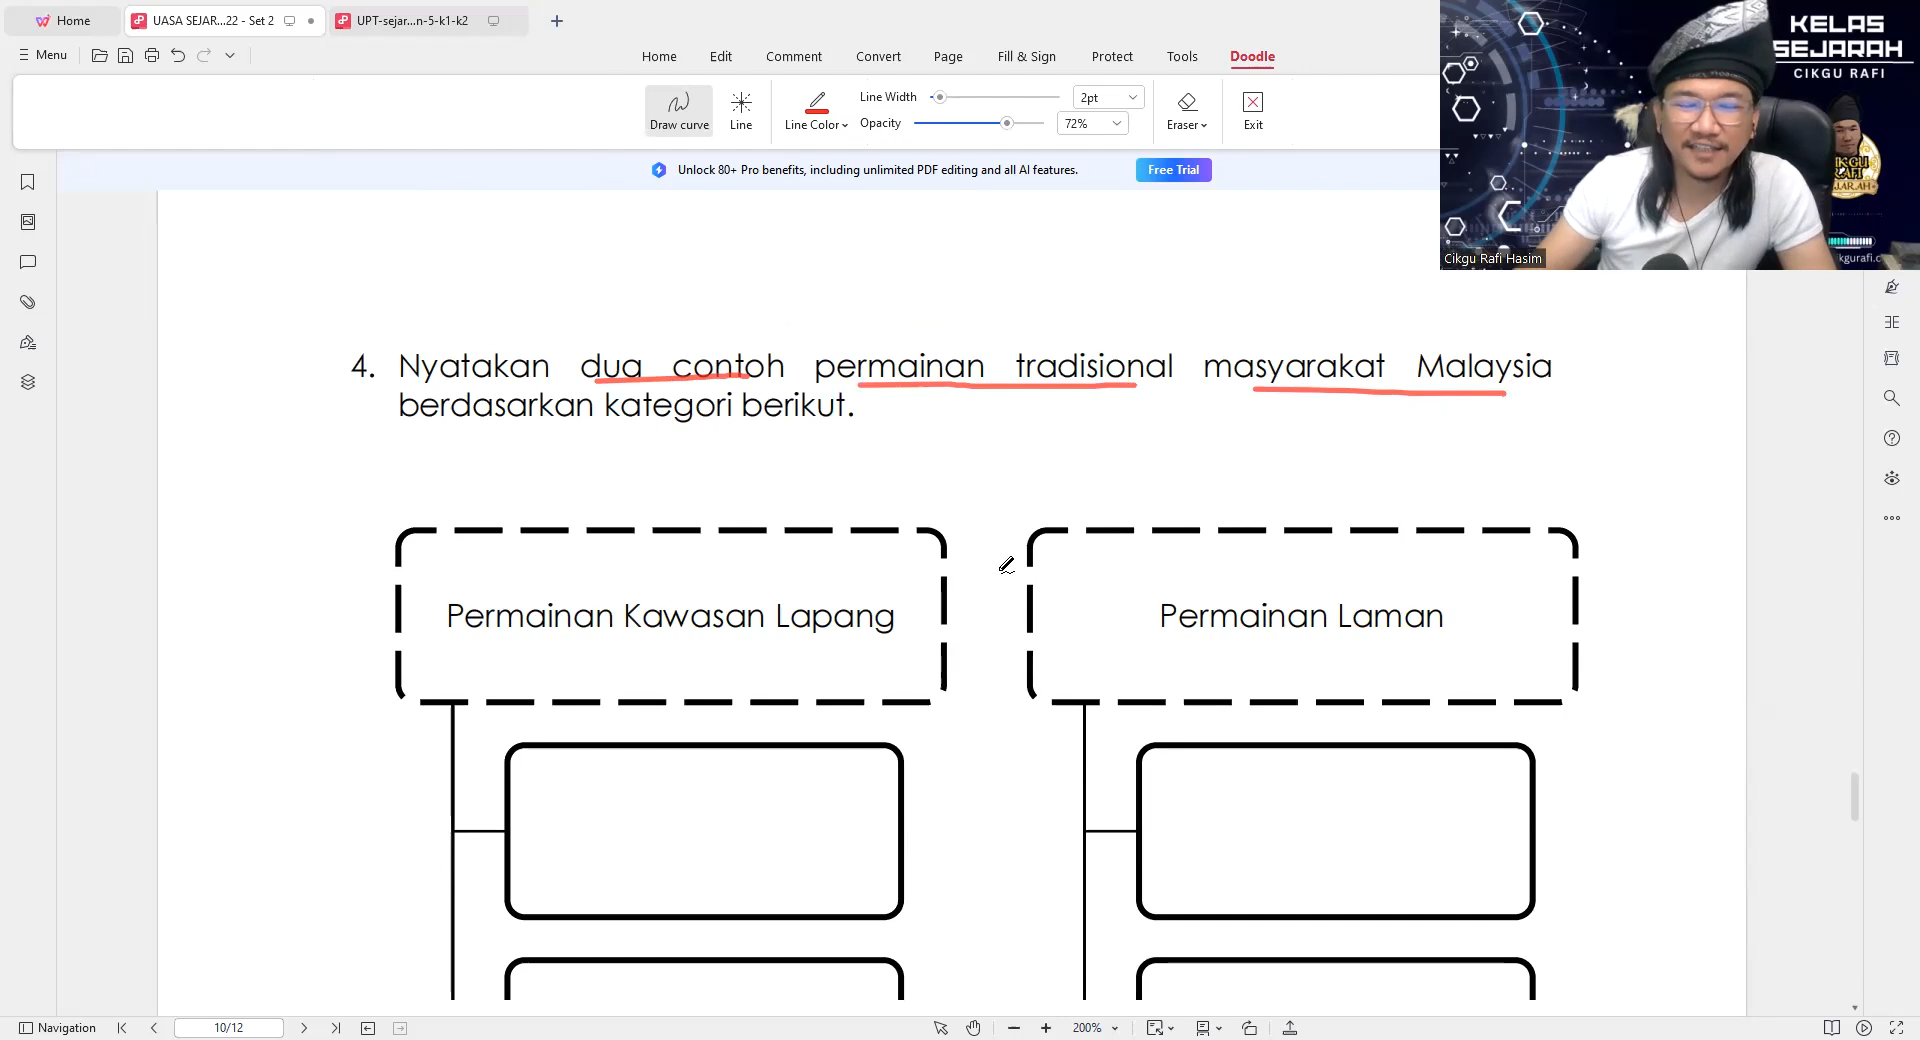 Home
UASA SEJAR...22 - Set 2
UPT-sejar...n-5-k1-k2
Menu
Home Edit Comment Convert Page Fill & Sign Protect Tools Doodle
Draw curve
Line
Line Color
Line Width 2pt
Opacity 72%
Eraser
Exit
Unlock 80+ Pro benefits, including unlimited PDF editing and all AI features.
Free Trial
KELAS
SEJARAH
CIKGU RAFI
Cikgu Rafi Hasim
4. Nyatakan dua contoh permainan tradisional masyarakat Malaysia
berdasarkan kategori berikut.
Permainan Kawasan Lapang
Permainan Laman
Navigation
10/12
200%